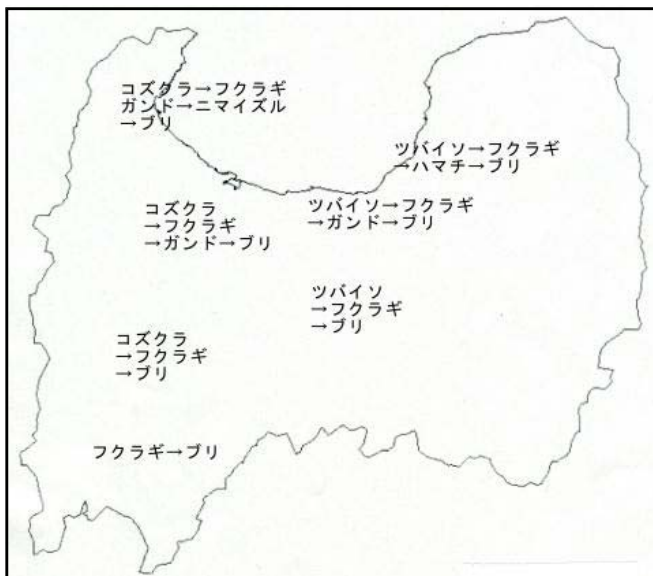 コズクラ→フクラギ
ガンド→ニマイズル
→ブリ
ツバイソ→フクラギ
→ハマチ→ブリ
コズクラ
→フクラギ
→ガンド→ブリ
ツバイソ→フクラギ
→ガンド→ブリ
ツバイソ
→フクラギ
→ブリ
コズクラ
→フクラギ
→ブリ
フクラギ→ブリ